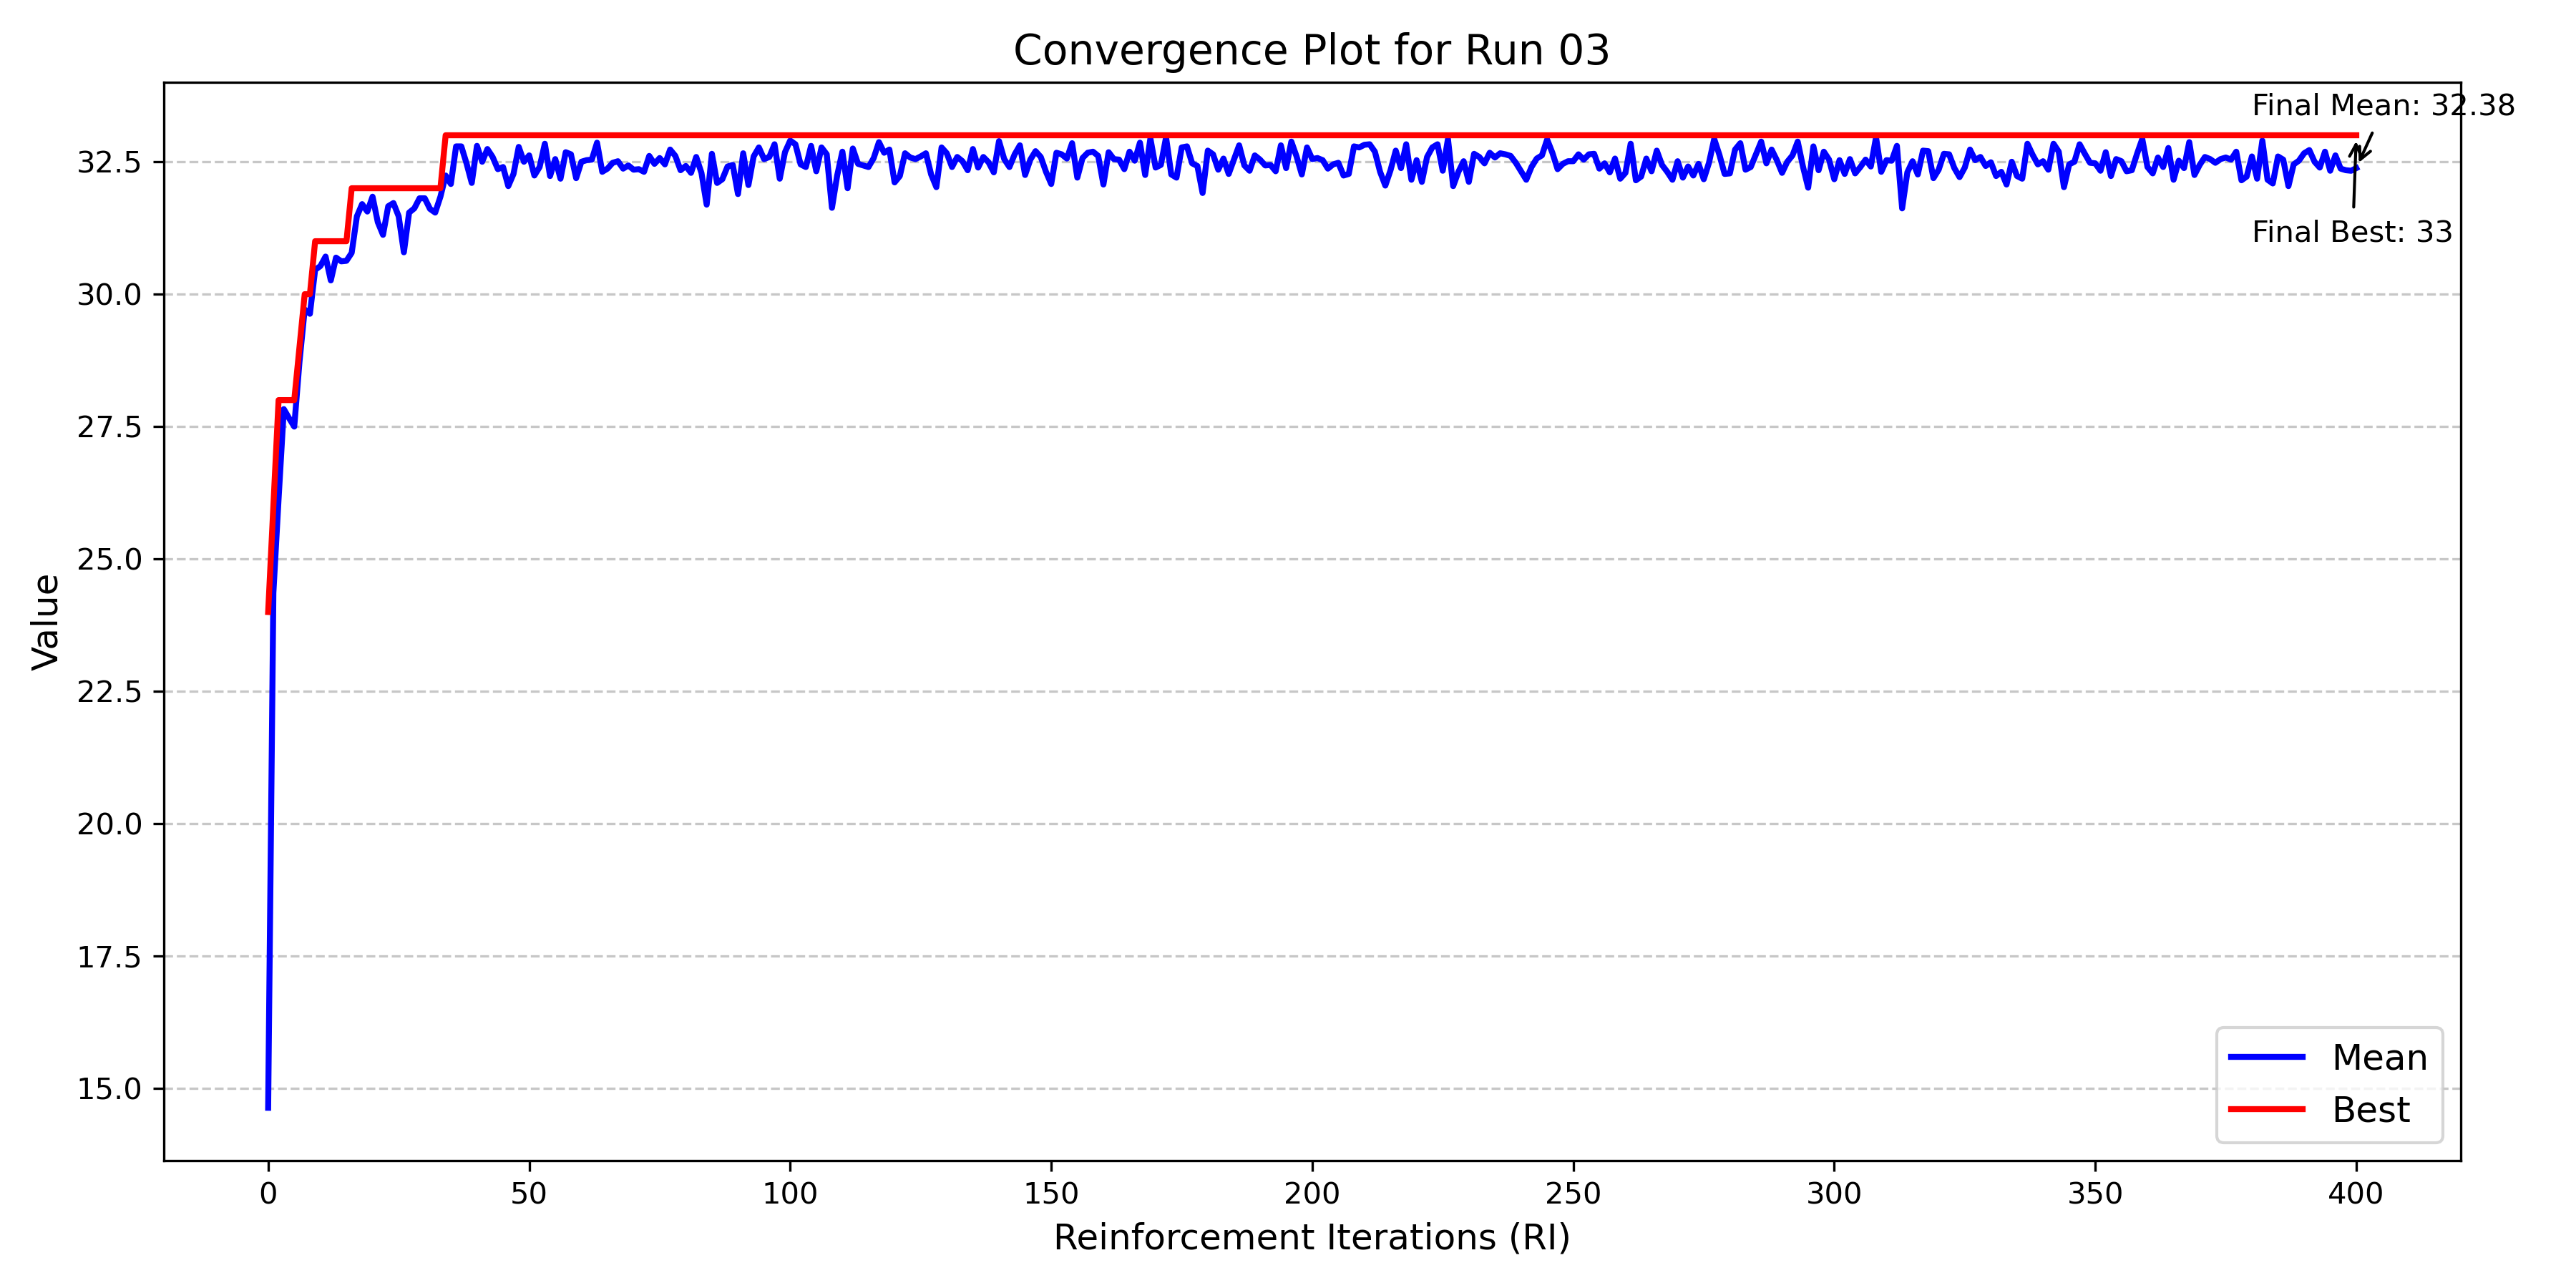 Convergence Plot for Run 03
Final Mean: 32.38
Final Best: 33
32.5
30.0
27.5
25.0
22.5
20.0
17.5
15.0
Value
Mean
Best
0 50 100 150 200 250 300 350 400
Reinforcement Iterations (RI)